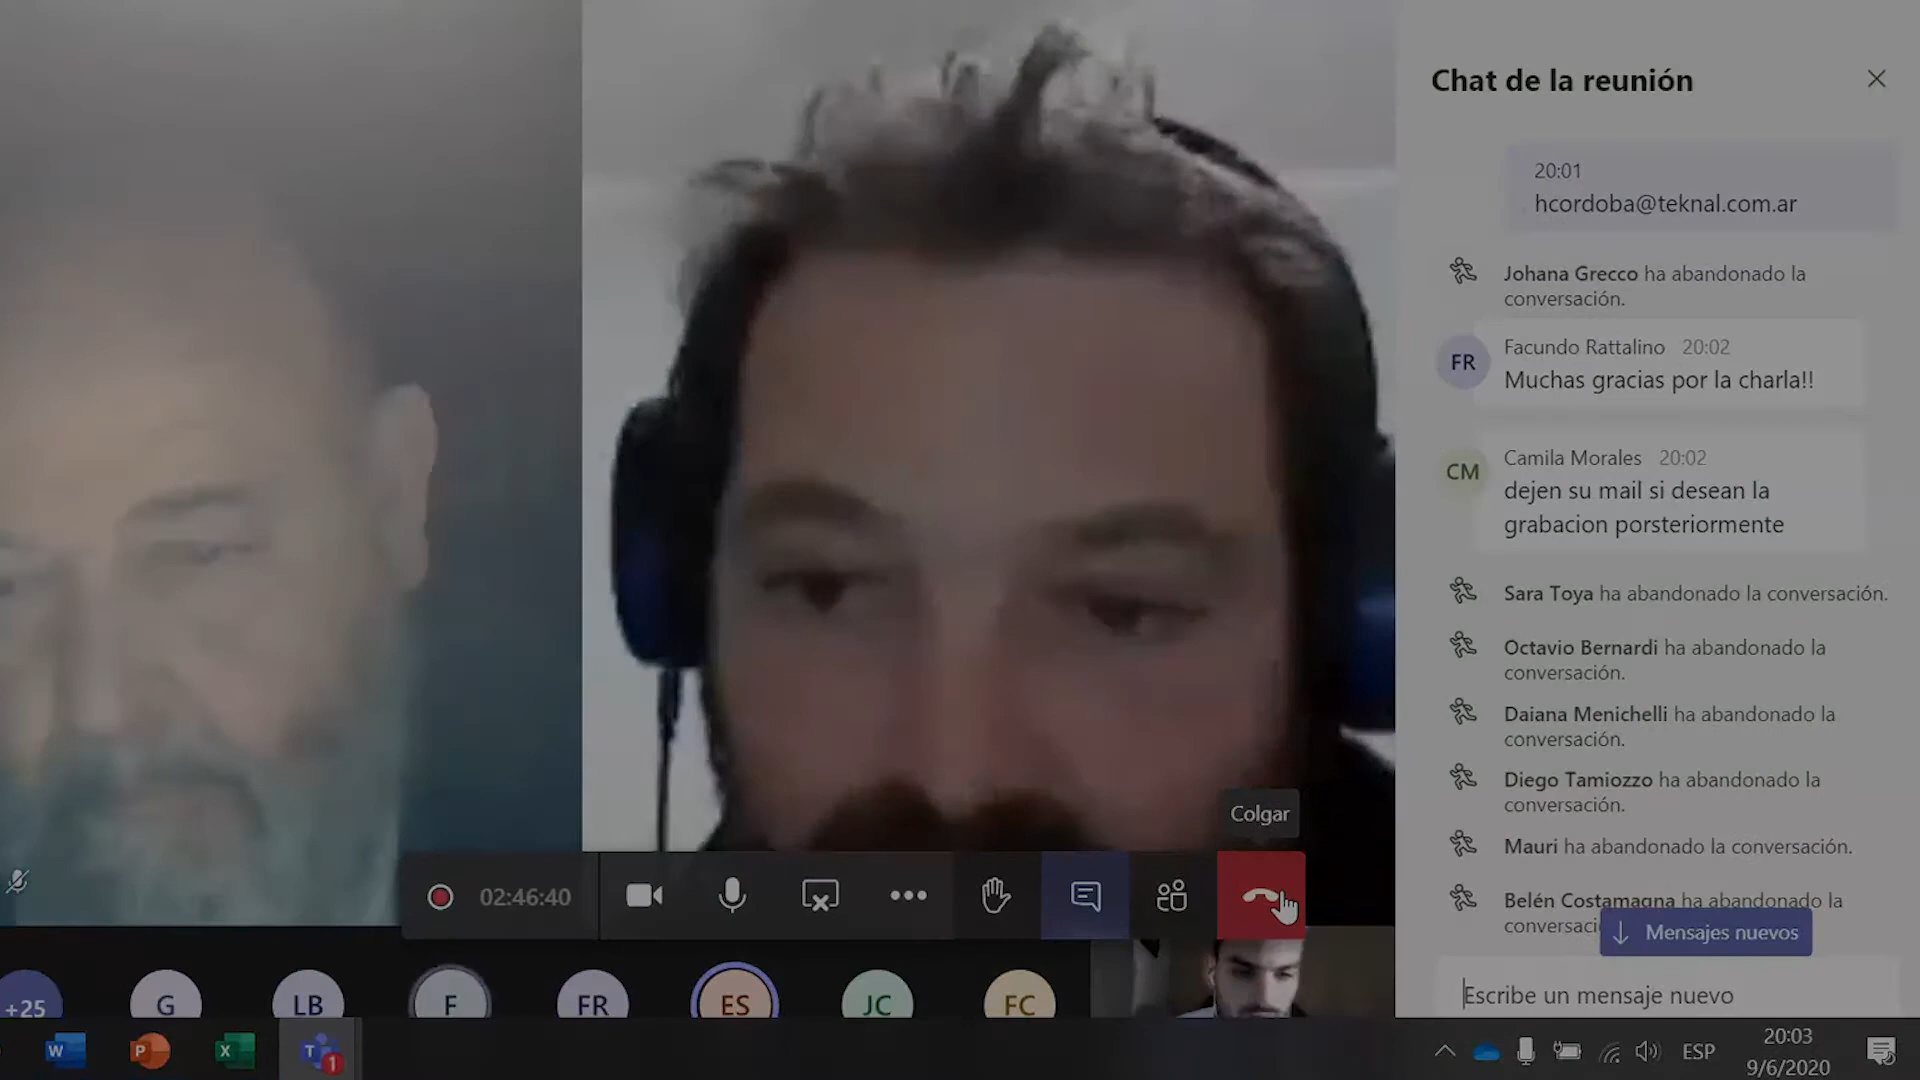 Chat de la reunión
20:01
hcordoba@teknal.com.ar
Johana Grecco ha abandonado la
conversación.
FR
Facundo Rattalino 20:02
Muchas gracias por la charla!!
CM
Camila Morales 20:02
dejen su mail si desean la
grabacion porsteriormente
Sara Toya ha abandonado la conversación.
Octavio Bernardi ha abandonado la
conversación.
Daiana Menichelli ha abandonado la
conversación.
Diego Tamiozzo ha abandonado la
conversación.
Mauri ha abandonado la conversación.
Belén Costamagna ha abandonado la
Mensajes nuevos
Escribe un mensaje nuevo
Colgar
02:46:40
+25
G
LB
F
FR
ES
JC
FC
W
P
X
T
1
ESP
20:03
9/6/2020